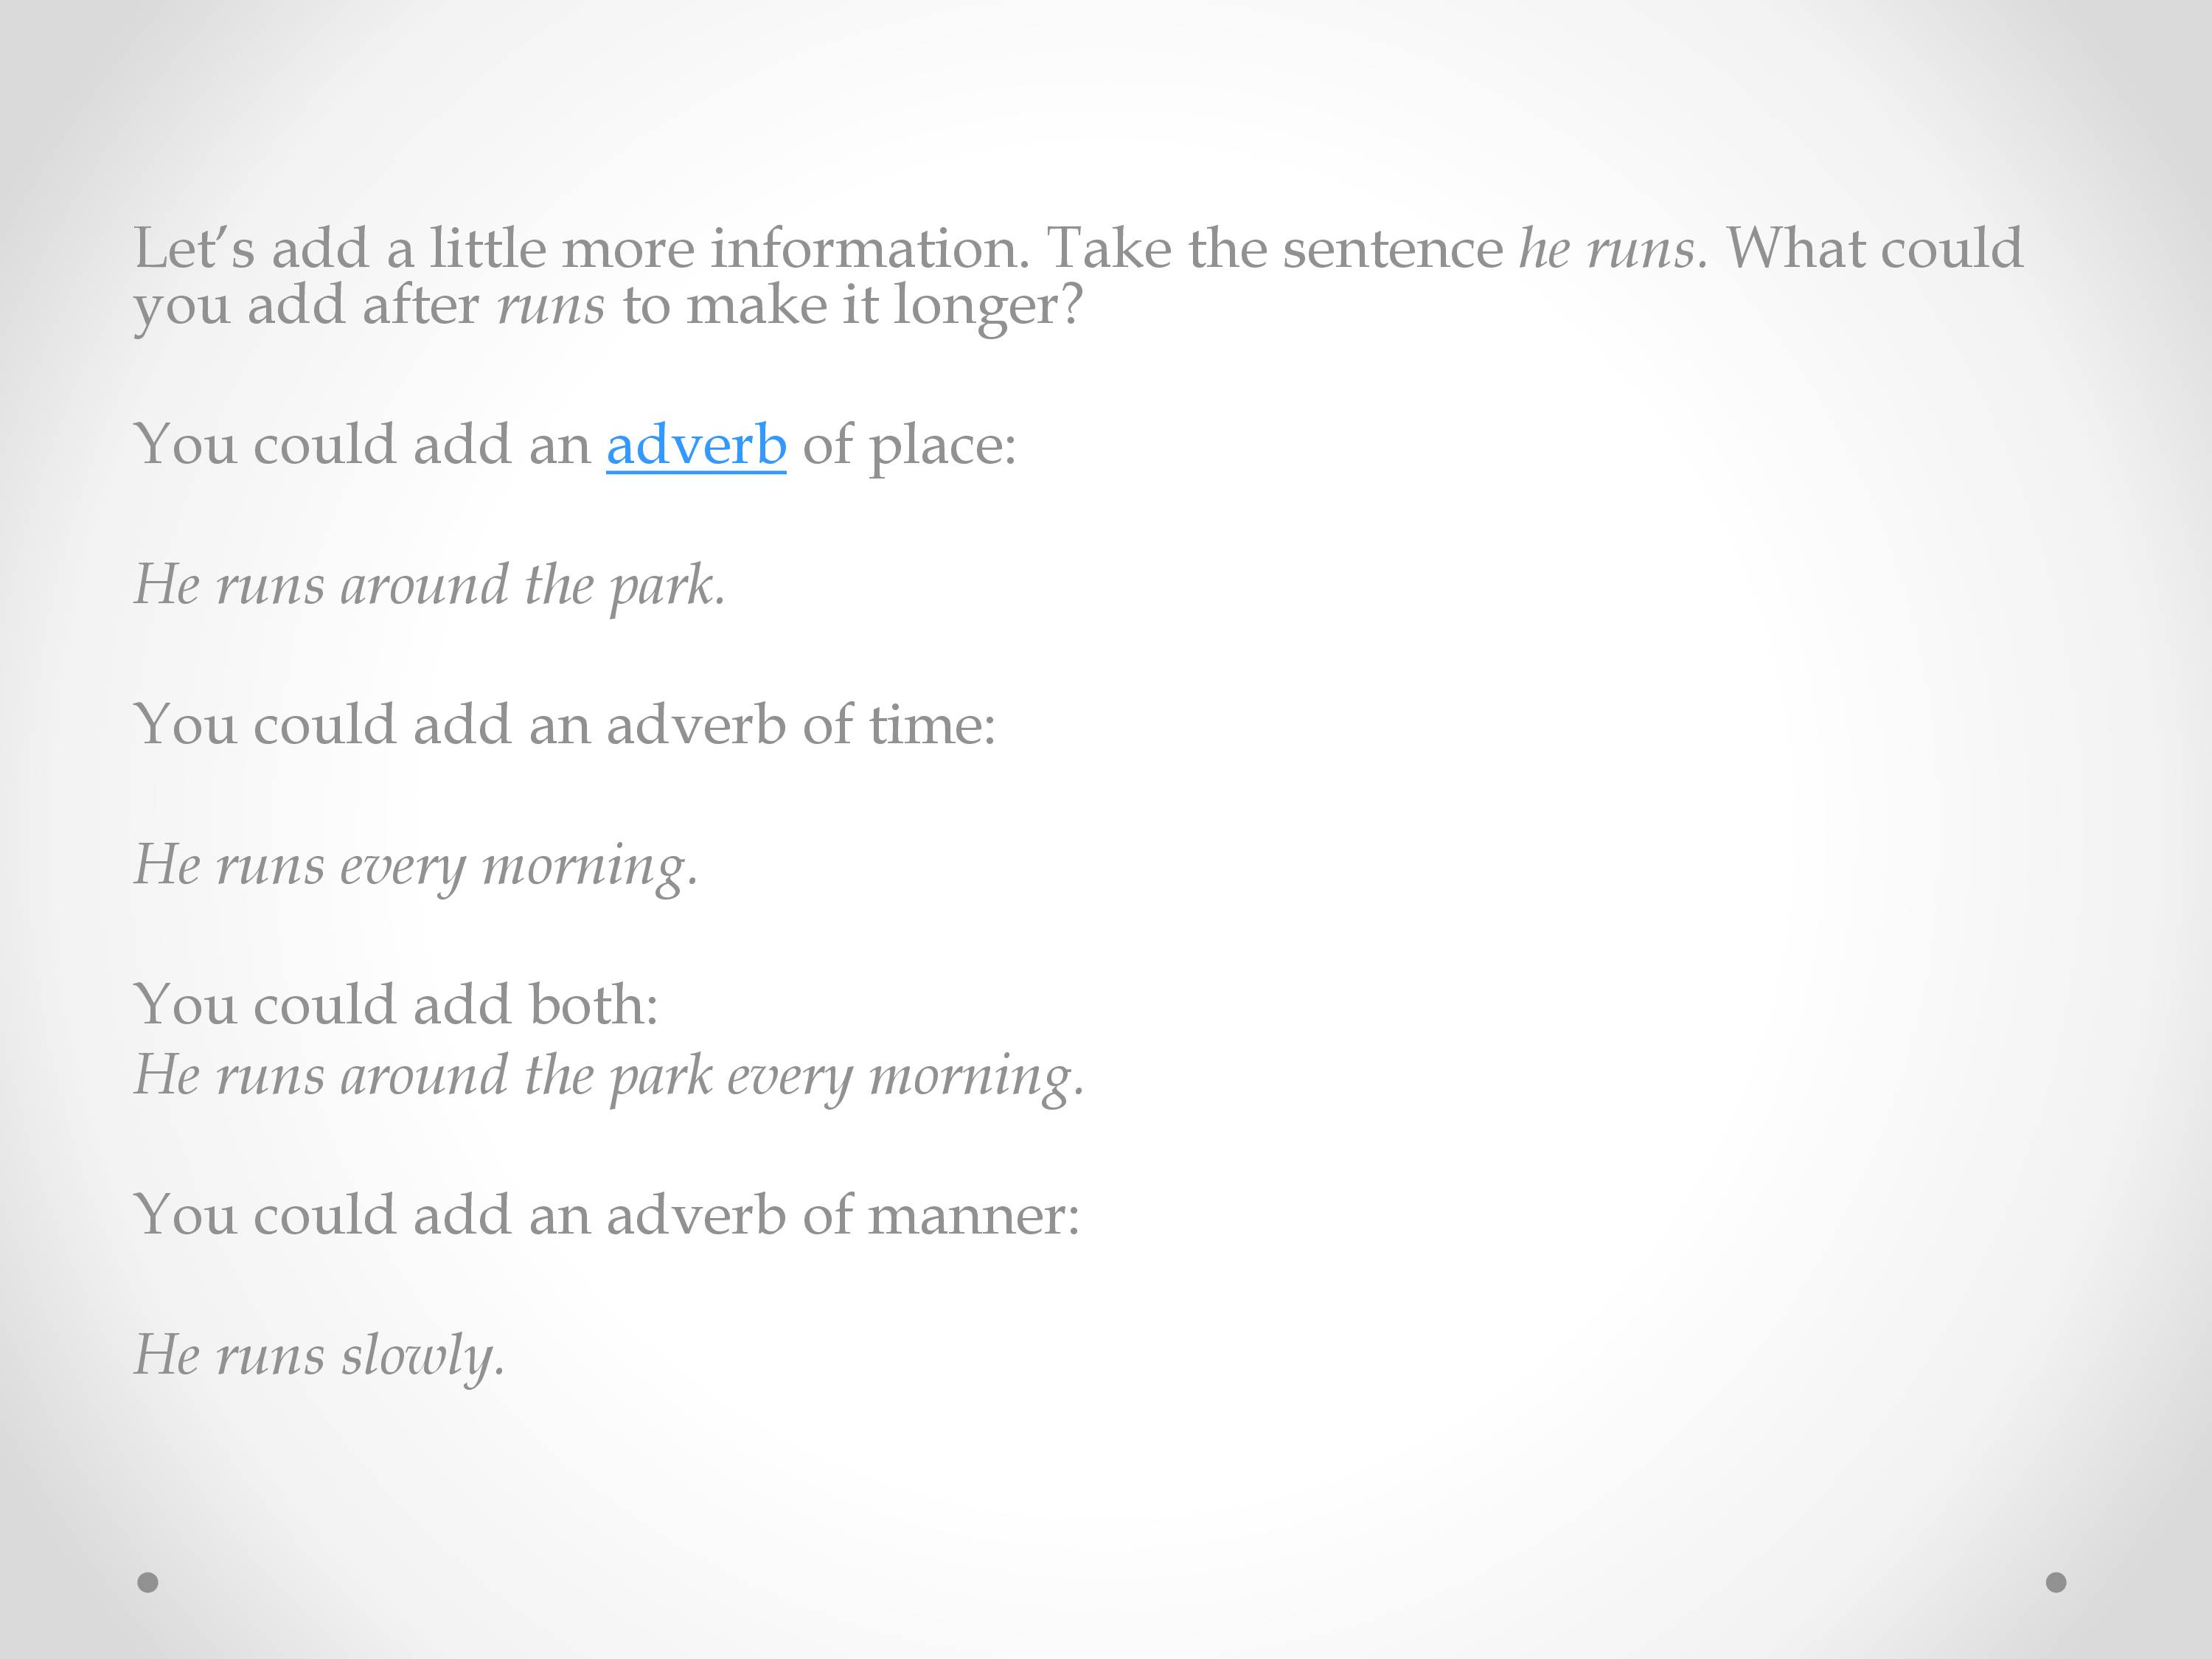 Let’s add a little more information. Take the sentence he runs. What could
you add after runs to make it longer?
You could add an adverb of place:
He runs around the park.
You could add an adverb of time:
He runs every morning.
You could add both:
He runs around the park every morning.
You could add an adverb of manner:
He runs slowly.